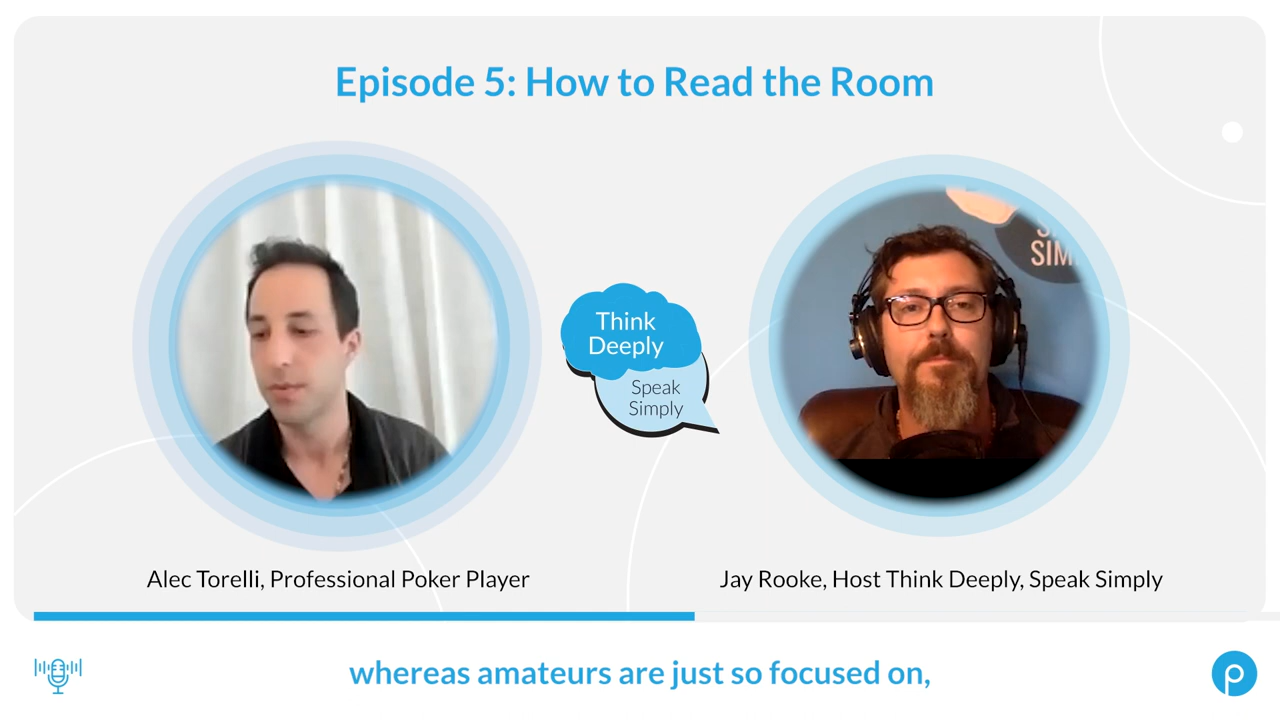 Episode 5: How to Read the Room
SIM
Think
Deeply
Speak
Simply
Alec Torelli, Professional Poker Player
Jay Rooke, Host Think Deeply, Speak Simply
whereas amateurs are just so focused on,